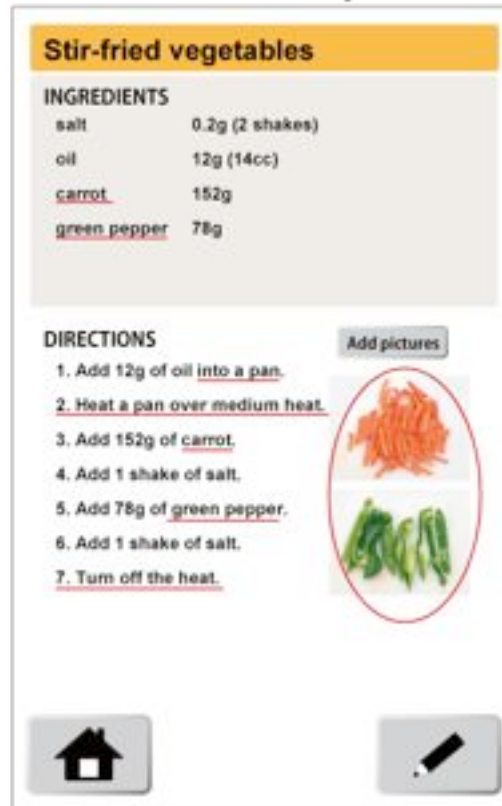 Stir-fried vegetables
INGREDIENTS
salt 0.2g (2 shakes)
oil 12g (14cc)
carrot 152g
green pepper 78g
DIRECTIONS
Add pictures
1. Add 12g of oil into a pan.
2. Heat a pan over medium heat.
3. Add 152g of carrot.
4. Add 1 shake of salt.
5. Add 78g of green pepper.
6. Add 1 shake of salt.
7. Turn off the heat.